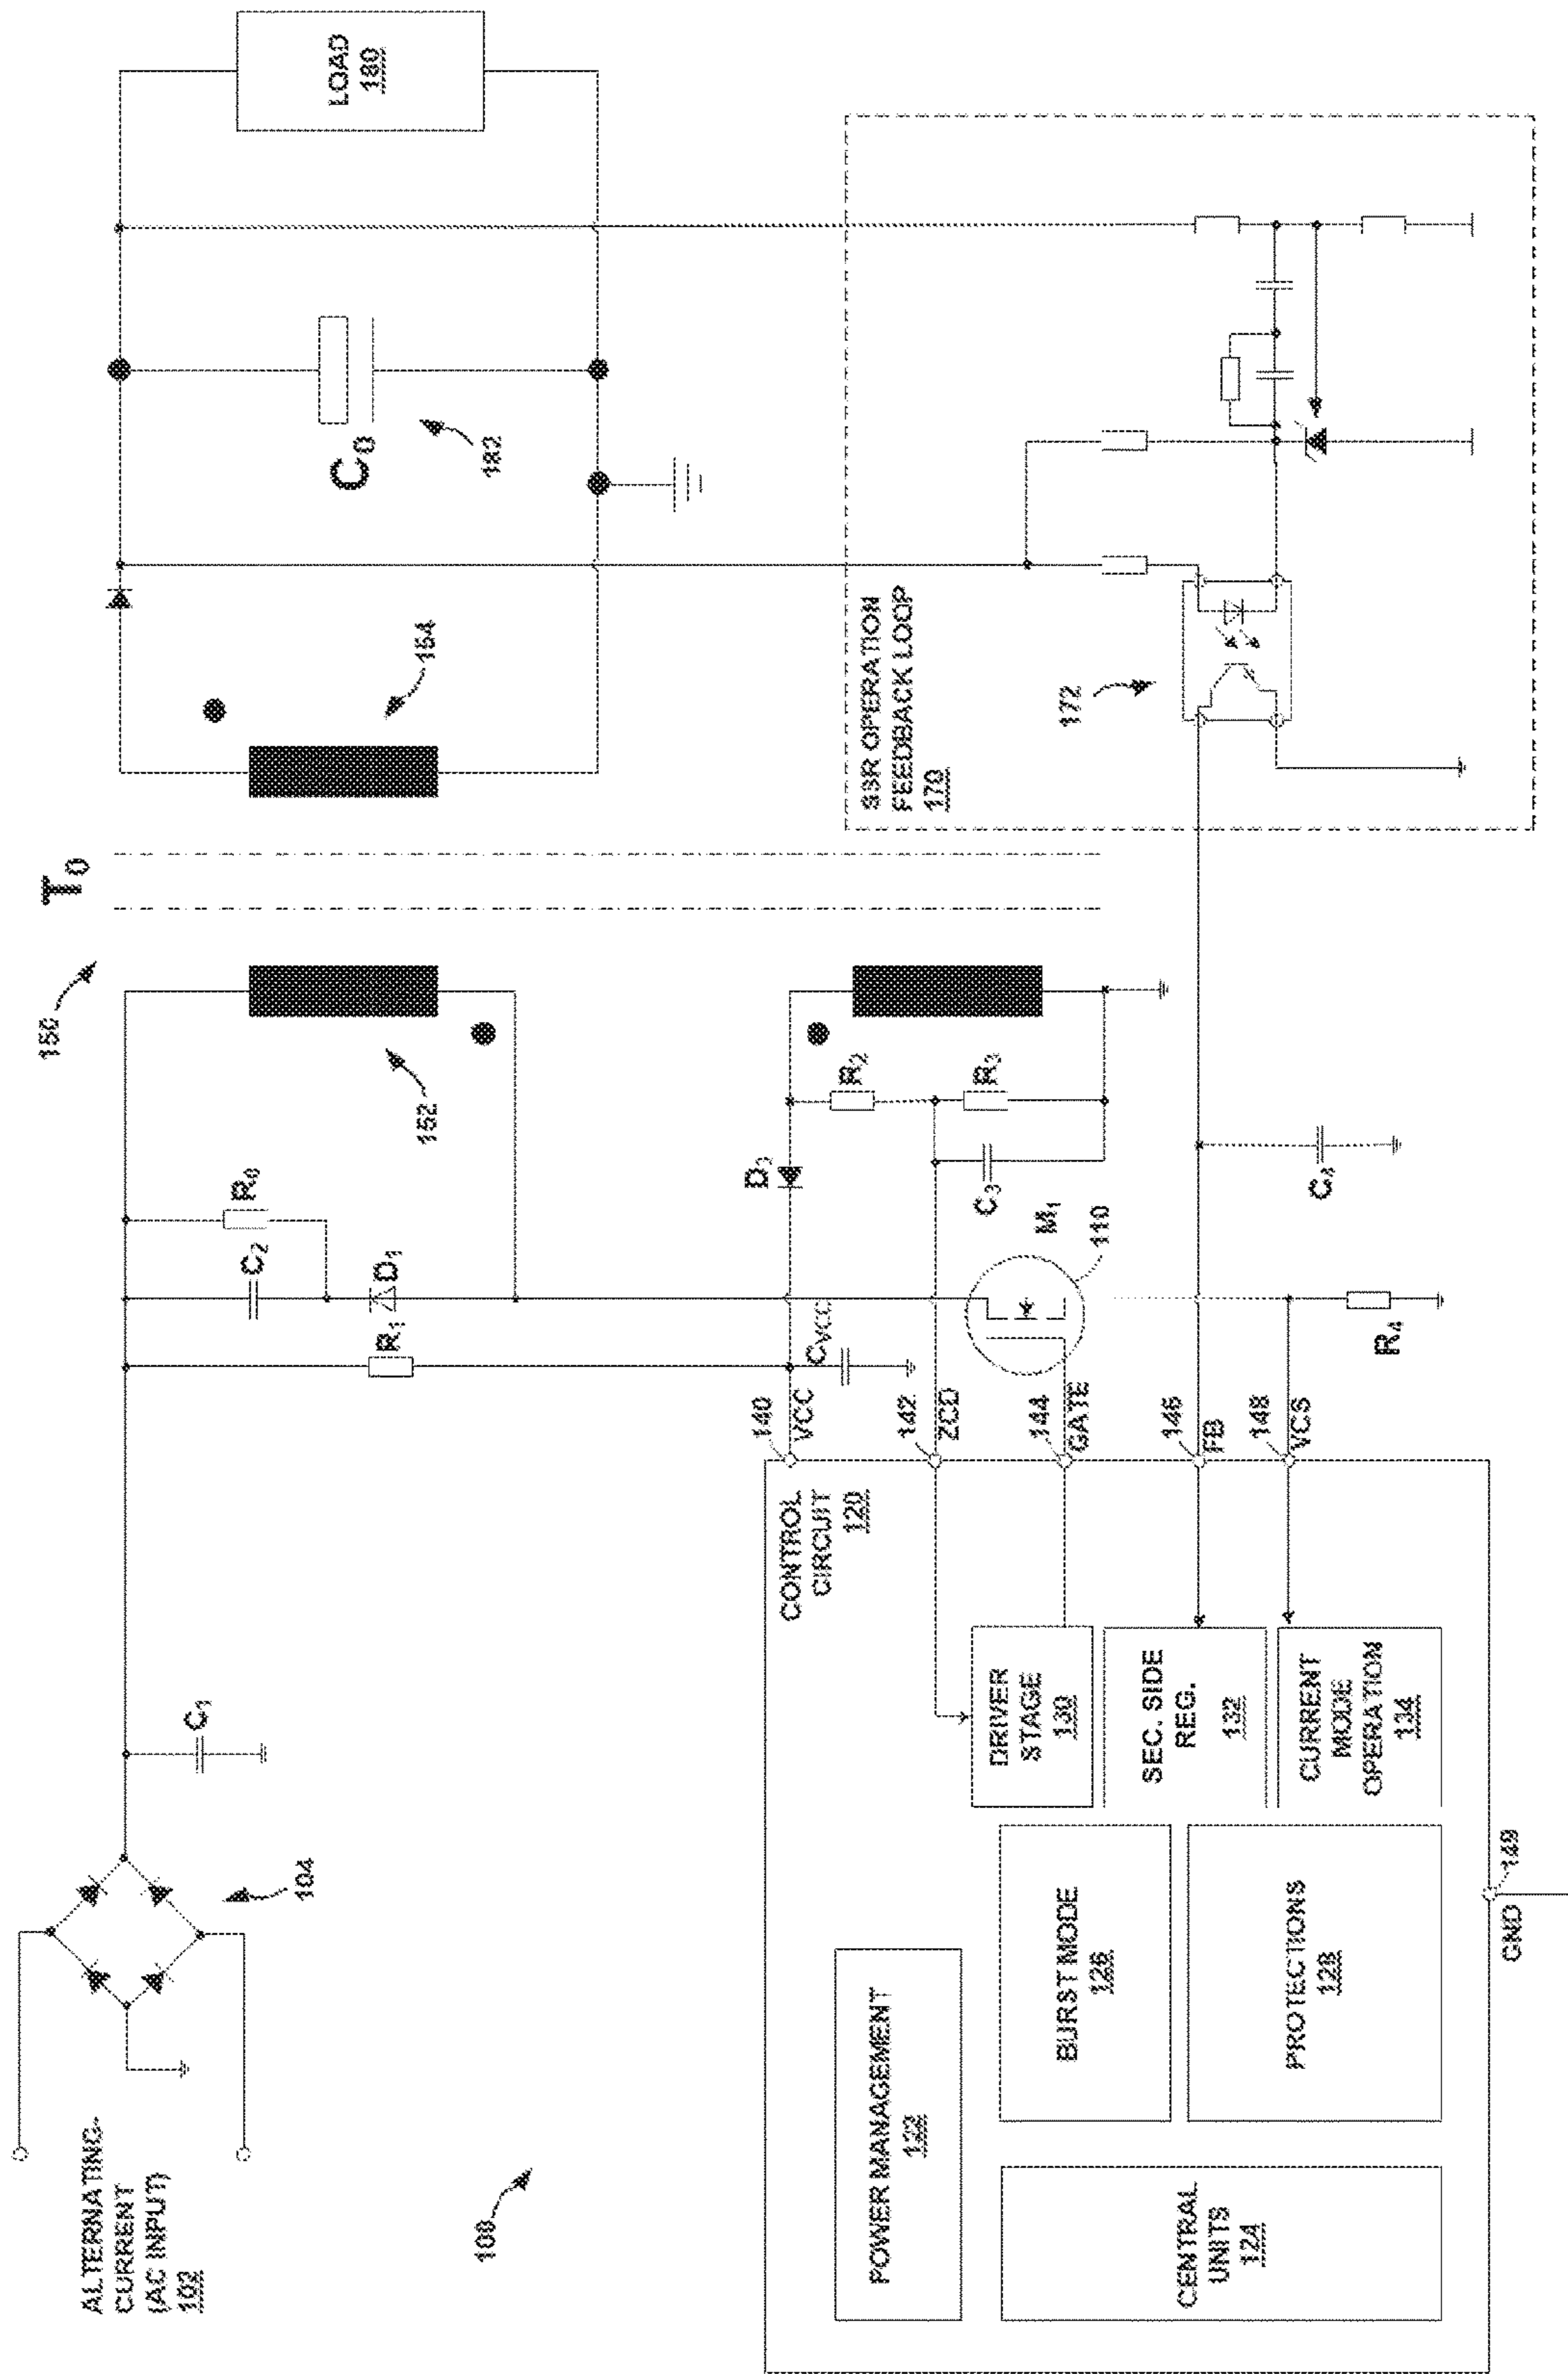 ALTERNATING-
CURRENT
(AC INPUT)
102
104
C1
100
T0
150
152
154
R1
C2
R0
D1
C0
182
LOAD
180
D2
R2
R3
C3
M1
110
CVCC
140
VCC
142
ZCD
144
GATE
146
FB
148
VCS
R4
149
GND
CONTROL
CIRCUIT
120
POWER MANAGEMENT
122
CENTRAL
UNITS
124
BURST MODE
126
PROTECTIONS
128
DRIVER
STAGE
130
SEC. SIDE
REG.
132
CURRENT
MODE
OPERATION
134
SSR OPERATION
FEEDBACK LOOP
170
172